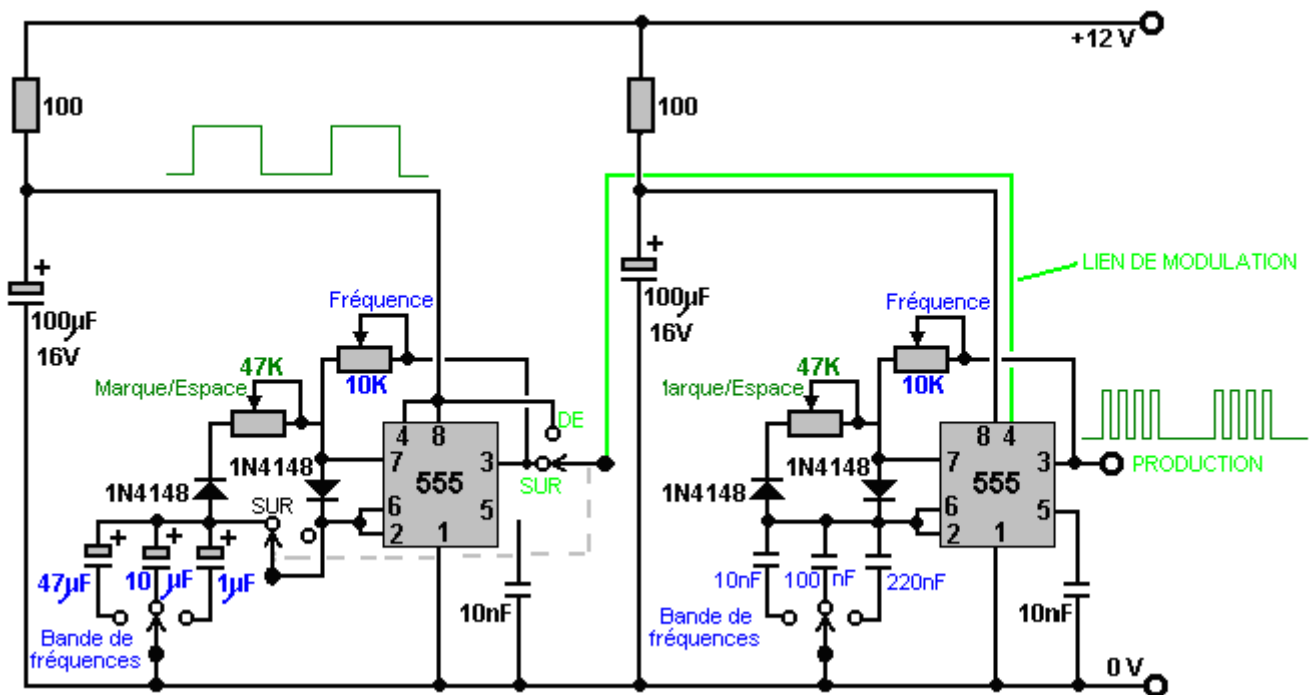 +12 V
100
100
LIEN DE MODULATION
100µF
16V
100µF
16V
Fréquence
10K
Fréquence
10K
47K
Marque/Espace
47K
larque/Espace
DE
SUR
4 8
7
3
555
6
5
2
1
8 4
7
3
555
6
5
2
1
PRODUCTION
1N4148
1N4148
SUR
1N4148
1N4148
47µF
10 µF
1µF
10nF
10nF
100 nF
220nF
10nF
Bande de
fréquences
Bande de
fréquences
0 V